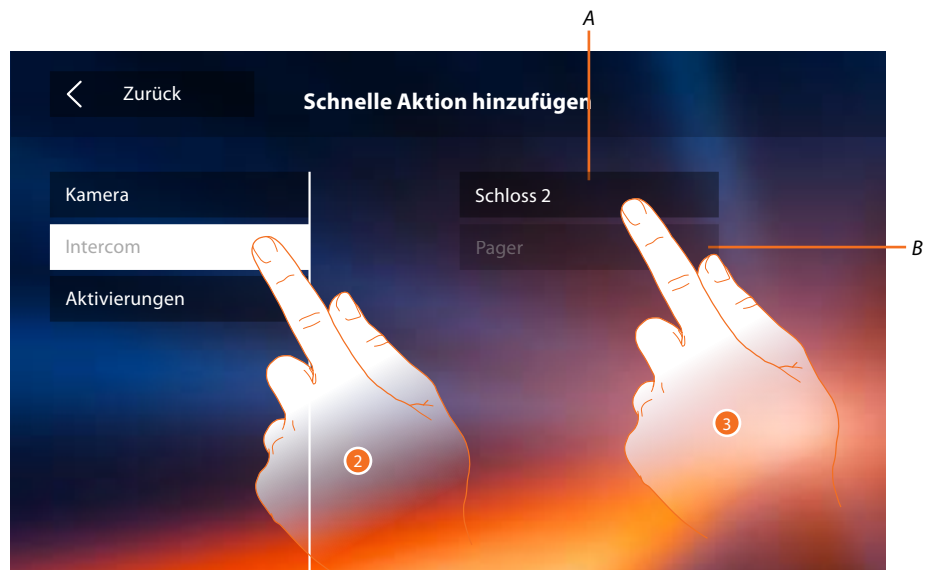 A
Zurück
Schnelle Aktion hinzufügen
Kamera
Schloss 2
Intercom
Pager
B
Aktivierungen
3
2